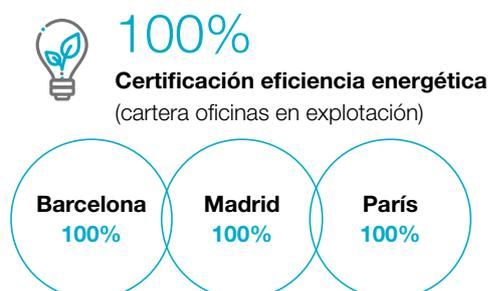 100%
Certificación eficiencia energética
(cartera oficinas en explotación)
Barcelona Madrid París
100% 100% 100%